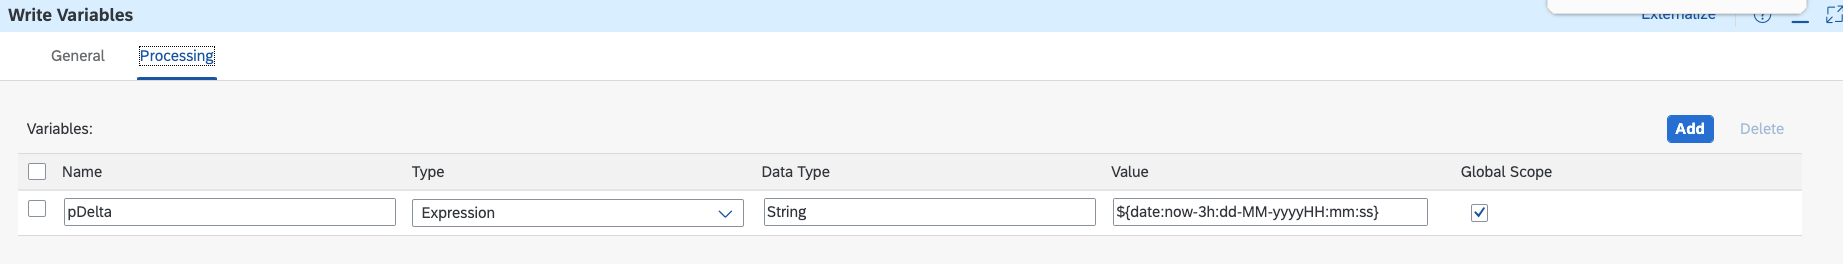 Write Variables
Externalize
General Processing
Variables: Add Delete
Name Type Data Type Value Global Scope
pDelta Expression String ${date:now-3h:dd-MM-yyyyHH:mm:ss}